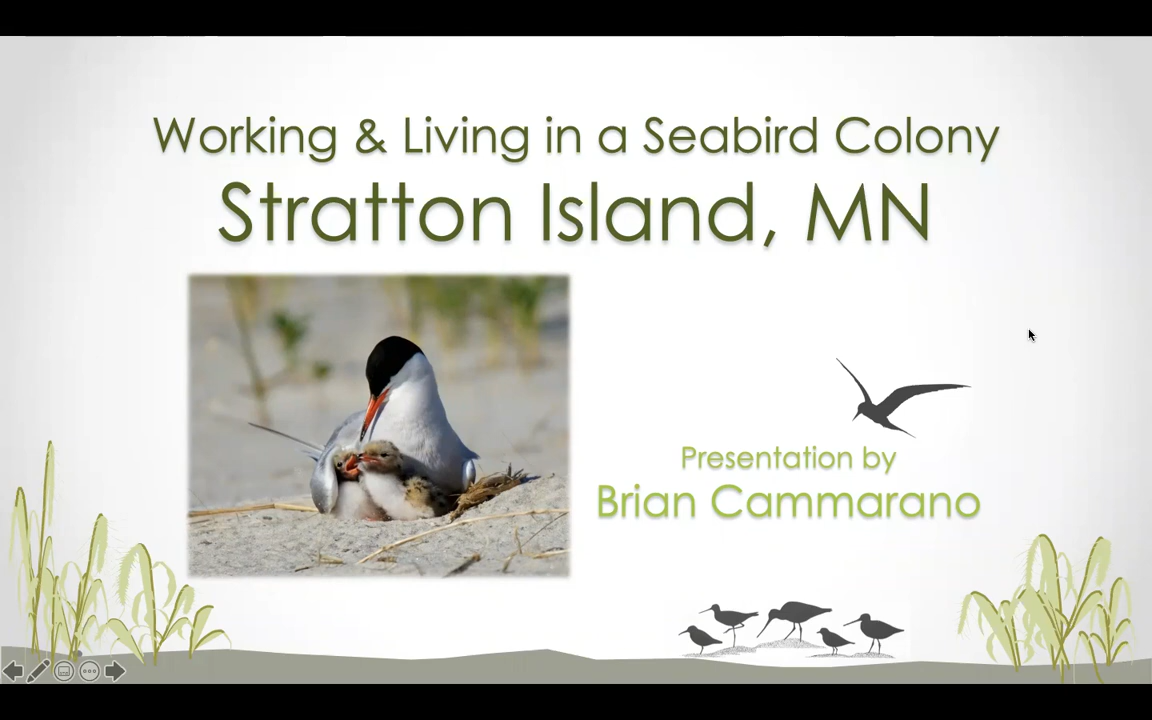 Working & Living in a Seabird Colony
Stratton Island, MN
Presentation by
Brian Cammarano